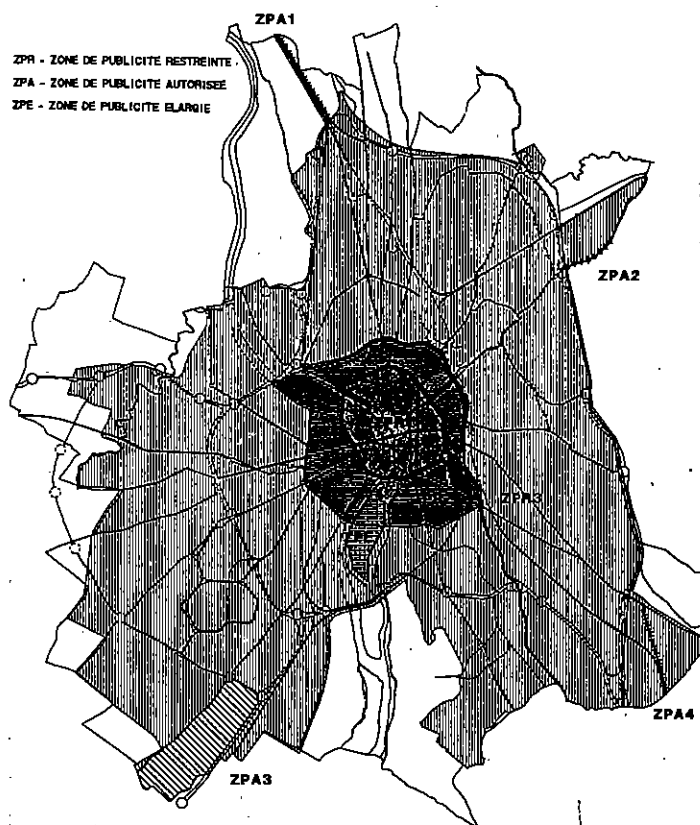 ZPA1
ZPR - ZONE DE PUBLICITE RESTREINTE
ZPA - ZONE DE PUBLICITE AUTORISEE
ZPE - ZONE DE PUBLICITE ELARGIE
ZPA2
ZPA4
ZPA3